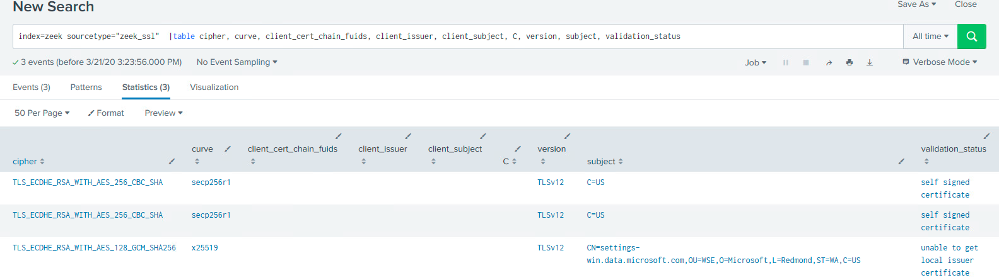 New Search
Save As
Close
index=zeek sourcetype="zeek_ssl"  |table cipher, curve, client_cert_chain_fuids, client_issuer, client_subject, C, version, subject, validation_status
All time
3 events (before 3/21/20 3:23:56.000 PM)
No Event Sampling
Job
Verbose Mode
Events (3)
Patterns
Statistics (3)
Visualization
50 Per Page
Format
Preview
cipher
curve
client_cert_chain_fuids
client_issuer
client_subject
C
version
subject
validation_status
TLS_ECDHE_RSA_WITH_AES_256_CBC_SHA
secp256r1
TLSv12
C=US
self signed
certificate
TLS_ECDHE_RSA_WITH_AES_256_CBC_SHA
secp256r1
TLSv12
C=US
self signed
certificate
TLS_ECDHE_RSA_WITH_AES_128_GCM_SHA256
x25519
TLSv12
CN=settings-
win.data.microsoft.com,OU=WSE,O=Microsoft,L=Redmond,ST=WA,C=US
unable to get
local issuer
certificate